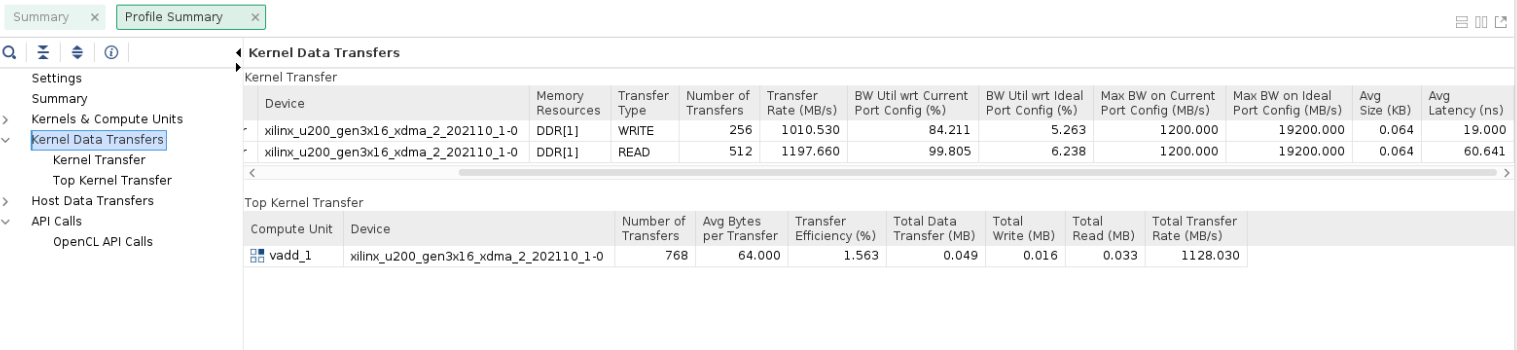 Summary
Profile Summary
Kernel Data Transfers
Settings
Summary
Kernels & Compute Units
Kernel Data Transfers
Kernel Transfer
Top Kernel Transfer
Host Data Transfers
API Calls
OpenCL API Calls
Kernel Transfer
Device Memory Resources Transfer Type Number of Transfers Transfer Rate (MB/s) BW Util wrt Current Port Config (%) BW Util wrt Ideal Port Config (%) Max BW on Current Port Config (MB/s) Max BW on Ideal Port Config (MB/s) Avg Size (KB) Avg Latency (ns)
xilinx_u200_gen3x16_xdma_2_202110_1-0 DDR[1] WRITE 256 1010.530 84.211 5.263 1200.000 19200.000 0.064 19.000
xilinx_u200_gen3x16_xdma_2_202110_1-0 DDR[1] READ 512 1197.660 99.805 6.238 1200.000 19200.000 0.064 60.641
Top Kernel Transfer
Compute Unit Device Number of Transfers Avg Bytes per Transfer Transfer Efficiency (%) Total Data Transfer (MB) Total Write (MB) Total Read (MB) Total Transfer Rate (MB/s)
vadd_1 xilinx_u200_gen3x16_xdma_2_202110_1-0 768 64.000 1.563 0.049 0.016 0.033 1128.030